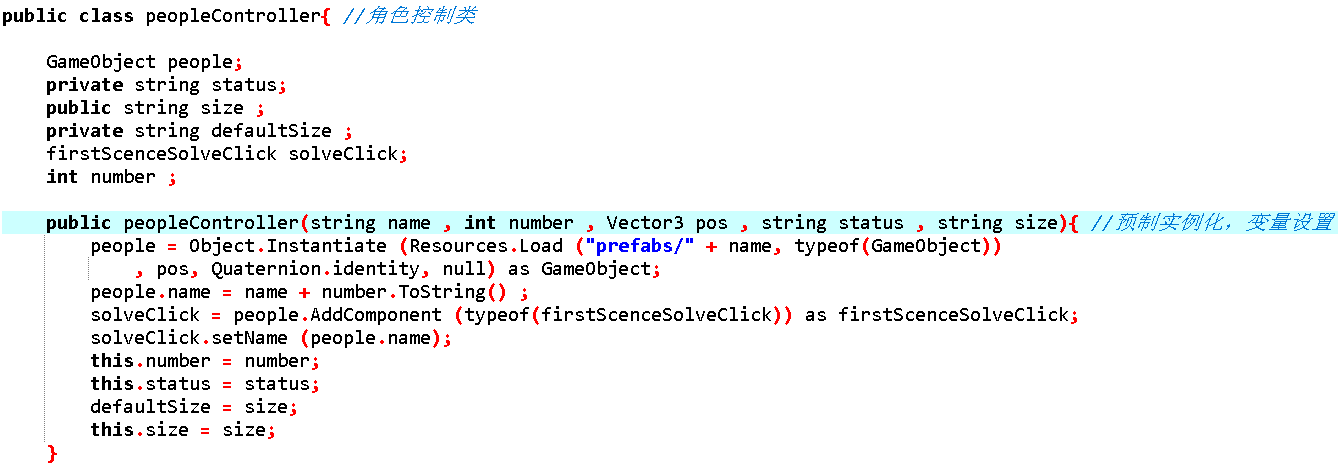 public class peopleController{ //角色控制类
GameObject people;
private string status;
public string size ;
private string defaultSize ;
firstScenceSolveClick solveClick;
int number ;
public peopleController(string name , int number , Vector3 pos , string status , string size){ //预制实例化，变量设置
people = Object.Instantiate (Resources.Load ("prefabs/" + name, typeof(GameObject))
, pos, Quaternion.identity, null) as GameObject;
people.name = name + number.ToString() ;
solveClick = people.AddComponent (typeof(firstScenceSolveClick)) as firstScenceSolveClick;
solveClick.setName (people.name);
this.number = number;
this.status = status;
defaultSize = size;
this.size = size;
}